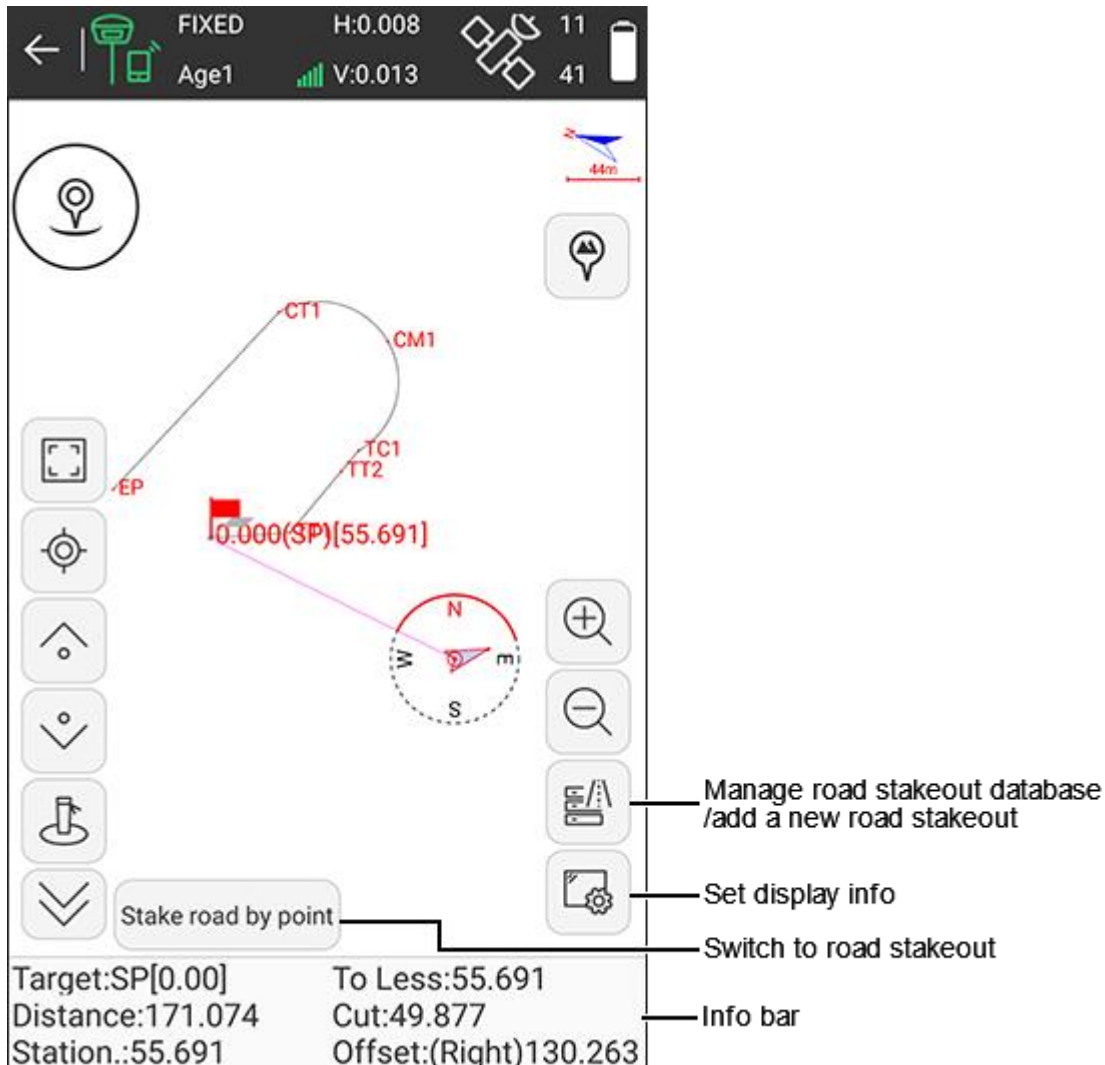 FIXED H:0.008 11
Age1 V:0.013 41
N
44m
CT1
CM1
TC1
TT2
EP
0.000(SP)[55.691]
N
W E
S
Manage road stakeout database
/add a new road stakeout
Set display info
Stake road by point
Switch to road stakeout
Target:SP[0.00] To Less:55.691
Distance:171.074 Cut:49.877
Info bar
Station.:55.691 Offset:(Right)130.263